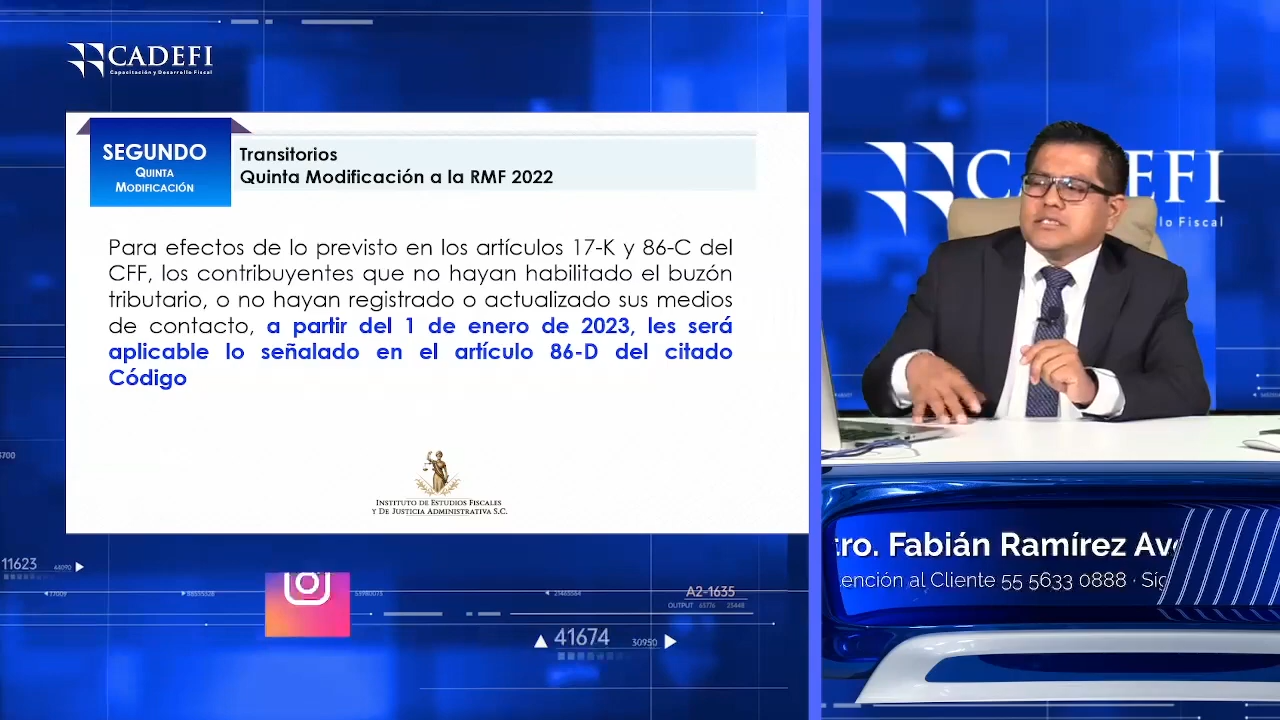 CADEFI
Capacitación y Desarrollo Fiscal
SEGUNDO
QUINTA
MODIFICACIÓN
Transitorios
Quinta Modificación a la RMF 2022
Para efectos de lo previsto en los artículos 17-K y 86-C del
CFF, los contribuyentes que no hayan habilitado el buzón
tributario, o no hayan registrado o actualizado sus medios
de contacto, a partir del 1 de enero de 2023, les será
aplicable lo señalado en el artículo 86-D del citado
Código
INSTITUTO DE ESTUDIOS FISCALES
Y DE JUSTICIA ADMINISTRATIVA S.C.
11623
A2-1635
OUTPUT
41674
30950
Fiscal
Fabián Ramírez
al Cliente 55 5633 0888 ·